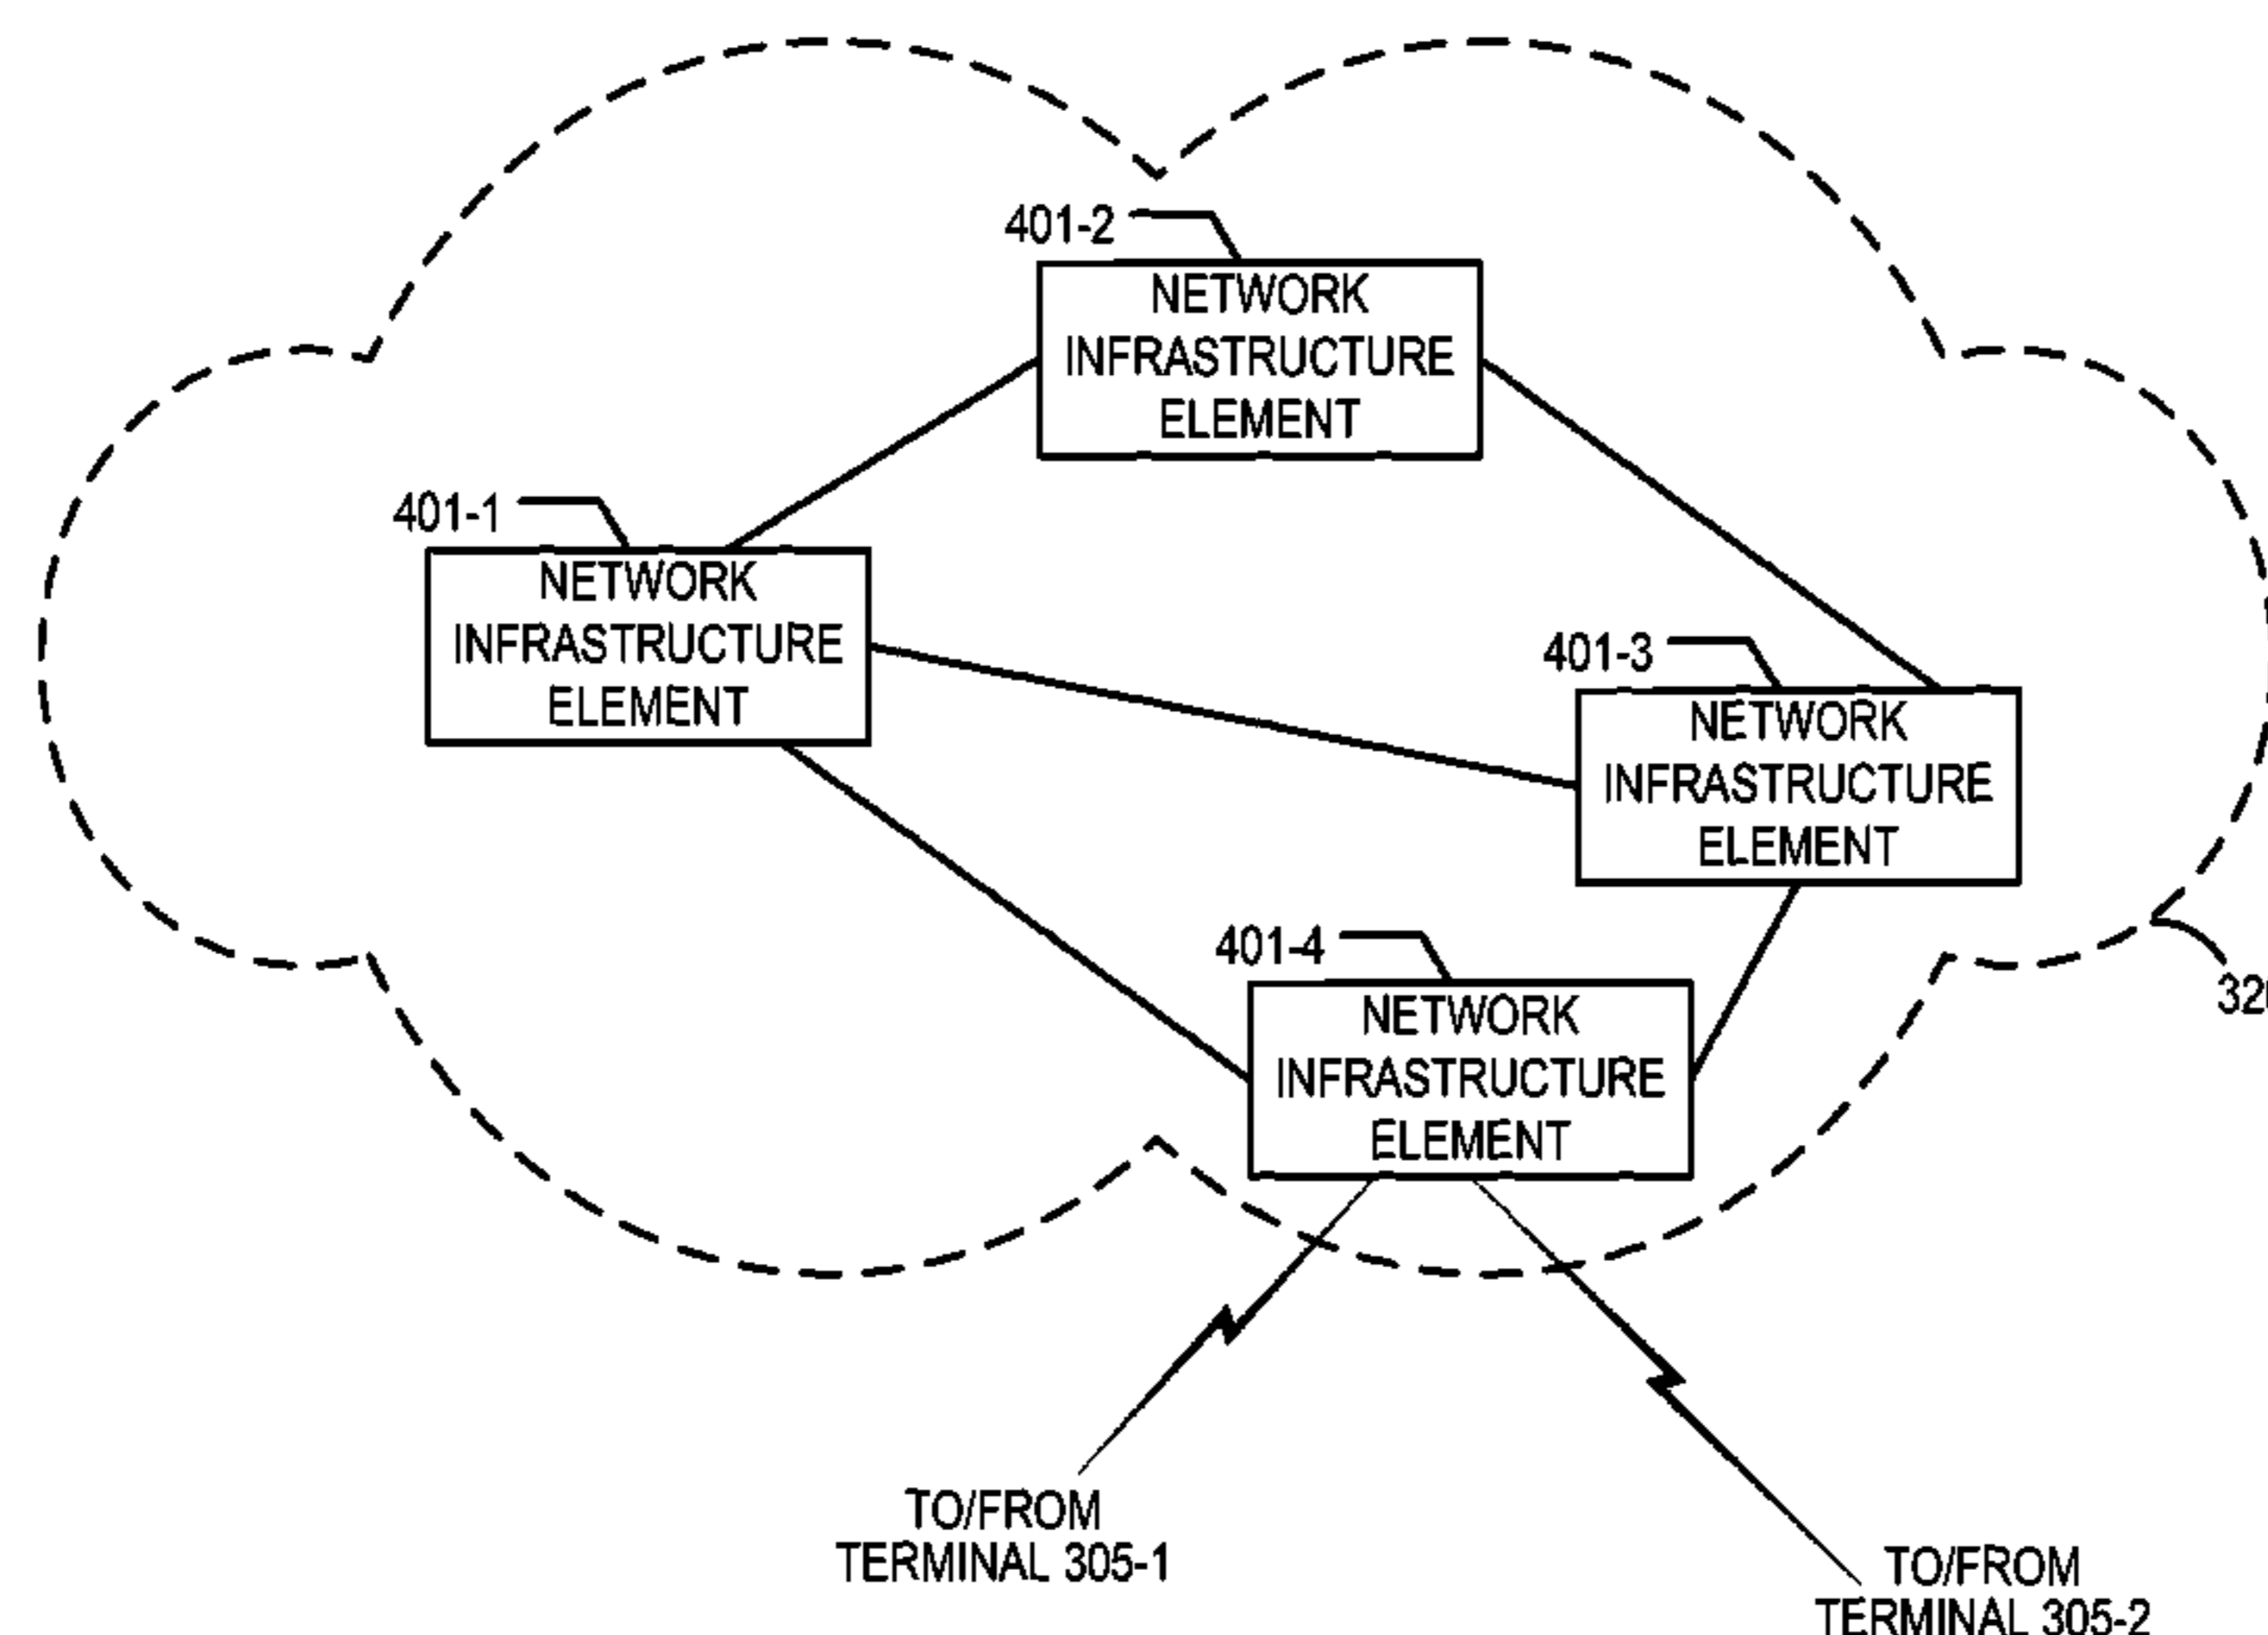 401-2
NETWORK
INFRASTRUCTURE
ELEMENT
401-1
NETWORK
INFRASTRUCTURE
ELEMENT
401-3
NETWORK
INFRASTRUCTURE
ELEMENT
401-4
NETWORK
INFRASTRUCTURE
ELEMENT
TO/FROM
TERMINAL 305-1
TO/FROM
TERMINAL 305-2